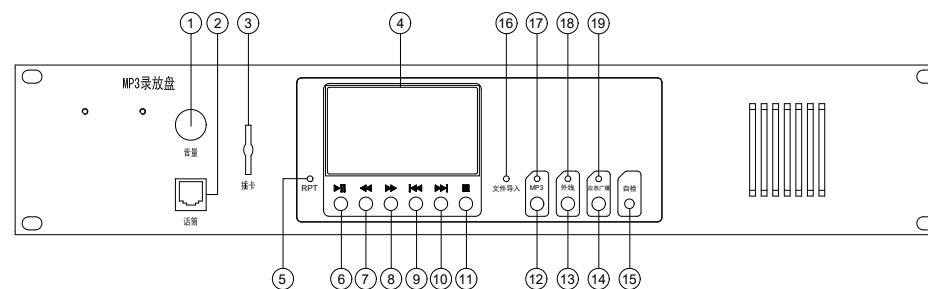 ① ② ③ ④ ⑯ ⑰ ⑱ ⑲
MP3录放盘
音量
插卡
RPT
文件导入
MP3
外线
应急广播
自检
话筒
⑤ ⑥ ⑦ ⑧ ⑨ ⑩ ⑪ ⑫ ⑬ ⑭ ⑮